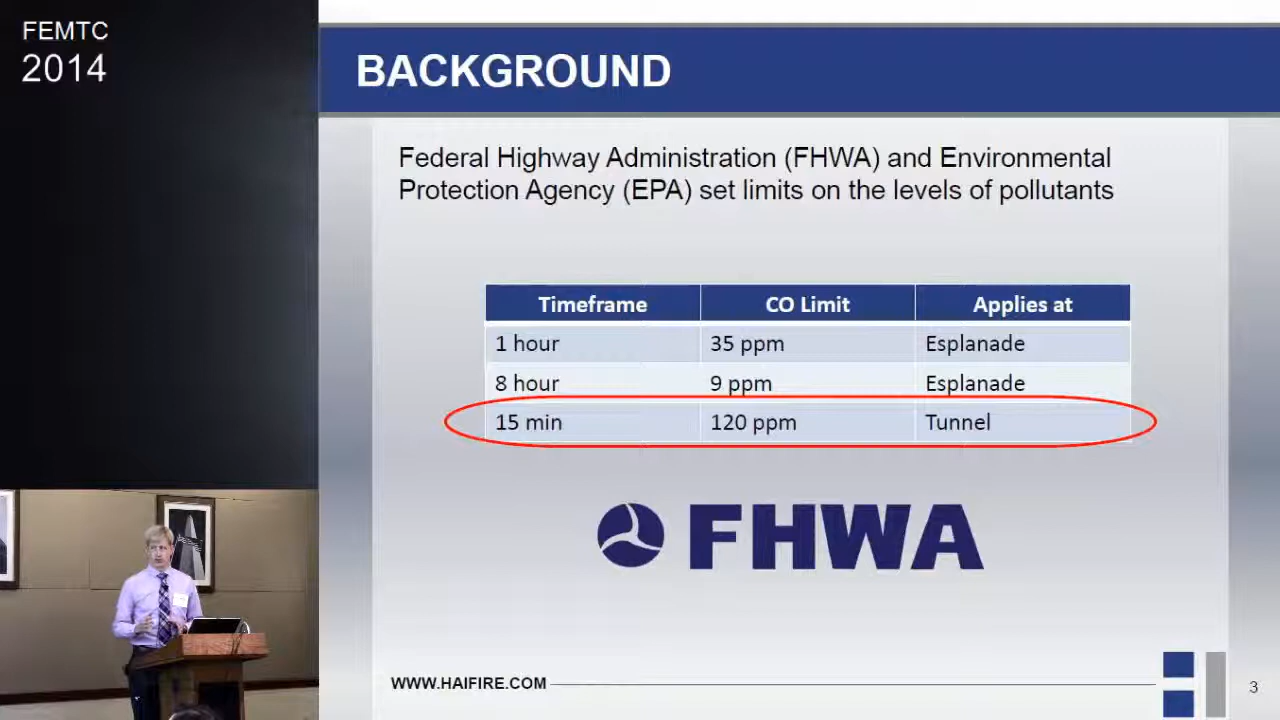 FEMTC
2014
BACKGROUND
Federal Highway Administration (FHWA) and Environmental
Protection Agency (EPA) set limits on the levels of pollutants
Timeframe CO Limit Applies at
1 hour 35 ppm Esplanade
8 hour 9 ppm Esplanade
15 min 120 ppm Tunnel
FHWA
WWW.HAIFIRE.COM
3